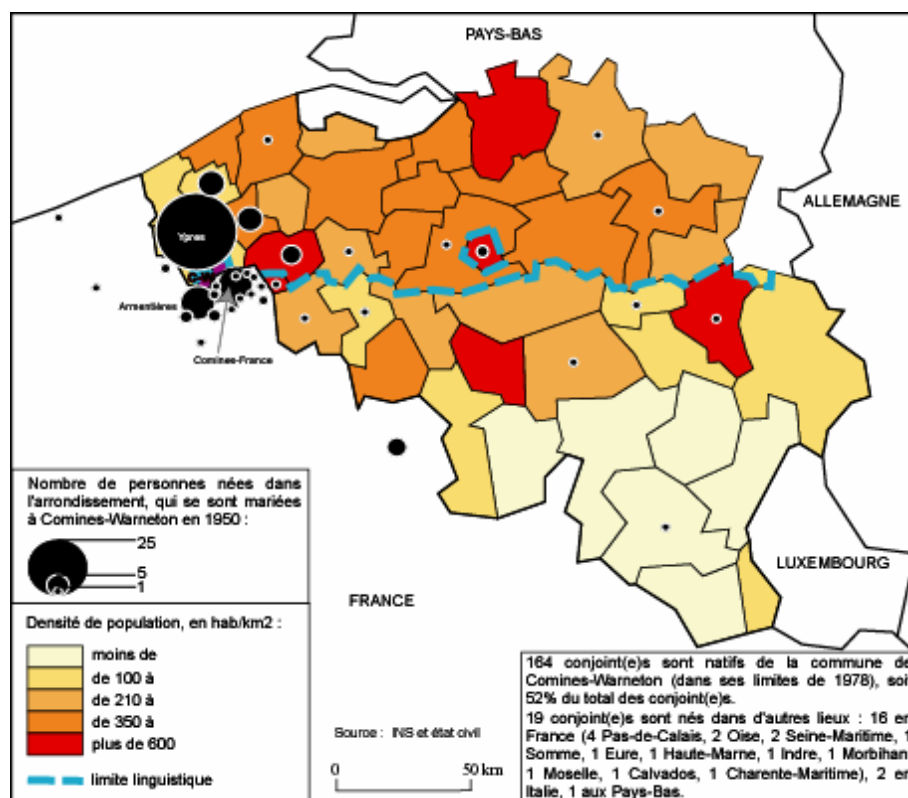 PAYS-BAS
ALLEMAGNE
Ypres
Armentières
Comines-France
LUXEMBOURG
FRANCE
Nombre de personnes nées dans
l'arrondissement, qui se sont mariées
à Comines-Warneton en 1950 :
25
5
1
Densité de population, en hab/km2 :
moins de
de 100 à
de 210 à
de 350 à
plus de 600
limite linguistique
Source : INS et état civil
0 50 km
164 conjoint(e)s sont natifs de la commune de
Comines-Warneton (dans ses limites de 1978), soi
52% du total des conjoint(e)s.
19 conjoint(e)s sont nés dans d'autres lieux : 16 en
France (4 Pas-de-Calais, 2 Oise, 2 Seine-Maritime, 1
Somme, 1 Eure, 1 Haute-Marne, 1 Indre, 1 Morbihan
1 Moselle, 1 Calvados, 1 Charente-Maritime), 2 en
Italie, 1 aux Pays-Bas.